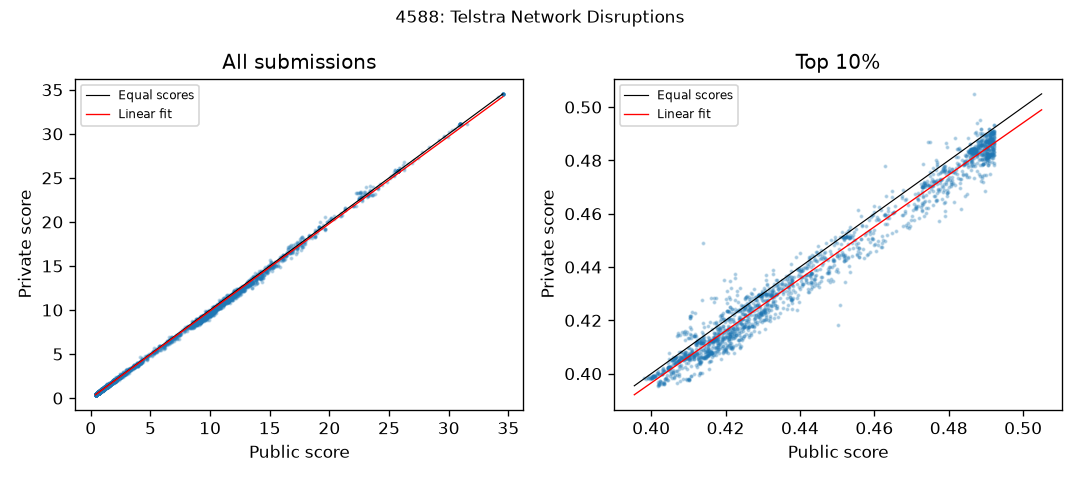 4588: Telstra Network Disruptions
All submissions
Equal scores
Linear fit
Private score
35
30
25
20
15
10
5
0
0 5 10 15 20 25 30 35
Public score
Top 10%
Equal scores
Linear fit
Private score
0.50
0.48
0.46
0.44
0.42
0.40
0.40 0.42 0.44 0.46 0.48 0.50
Public score